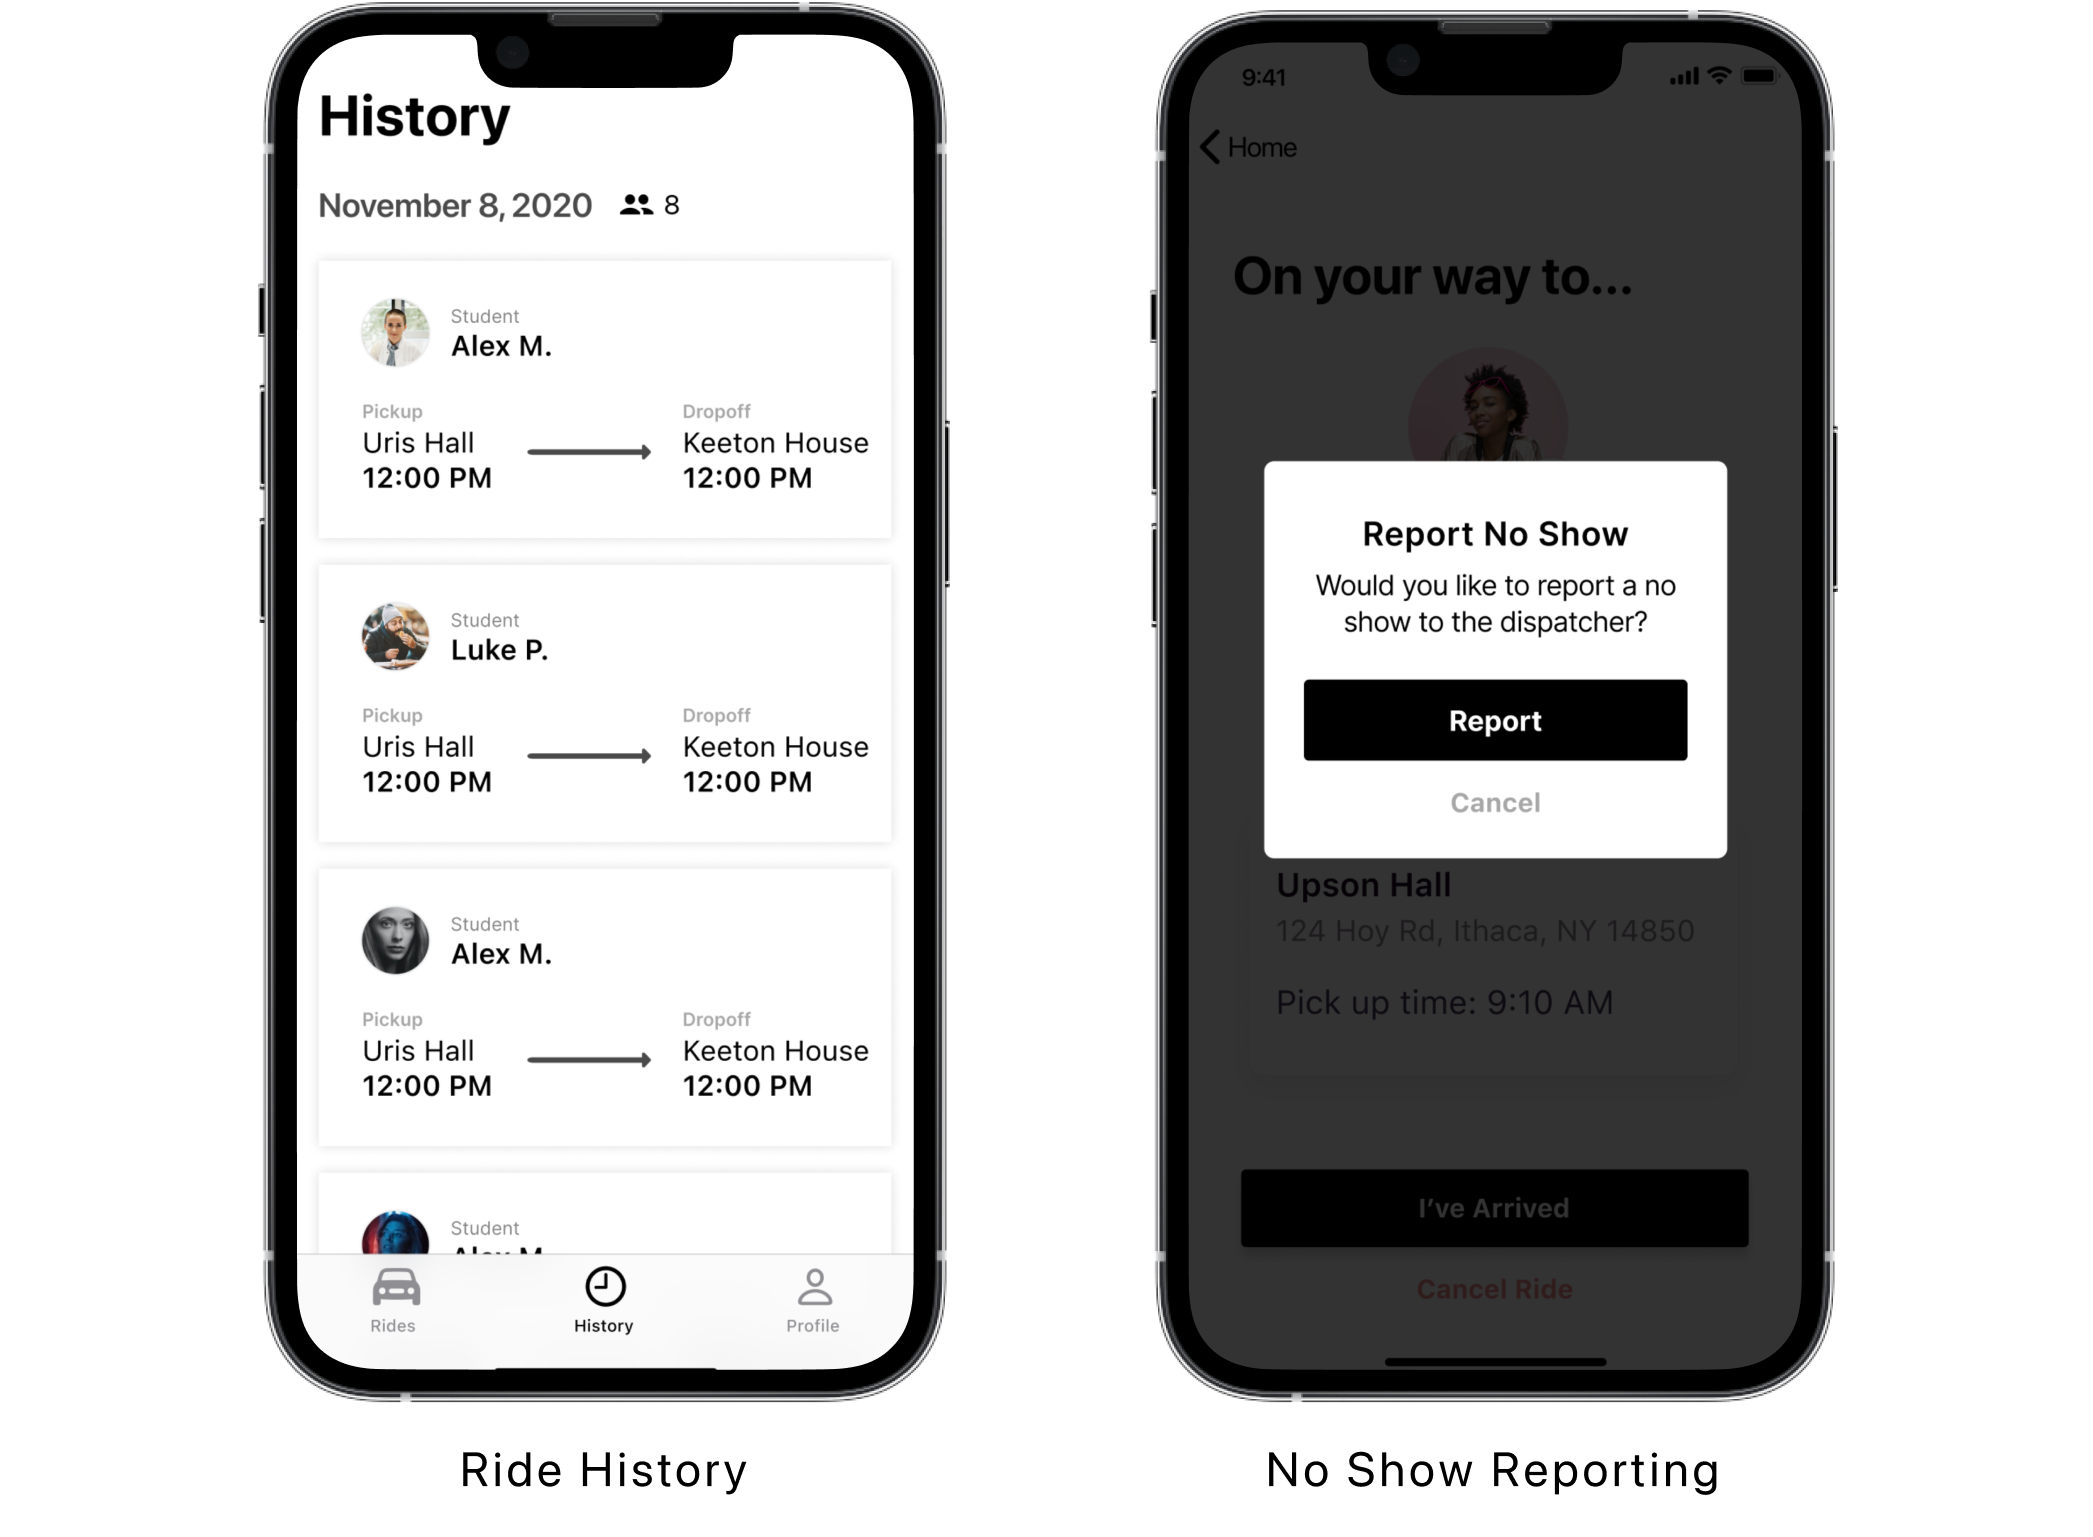 History
November 8, 2020 8
Student
Alex M.
Pickup Dropoff
Uris Hall Keeton House
12:00 PM 12:00 PM
Student
Luke P.
Pickup Dropoff
Uris Hall Keeton House
12:00 PM 12:00 PM
Student
Alex M.
Pickup Dropoff
Uris Hall Keeton House
12:00 PM 12:00 PM
Student
Alex M.
Rides History Profile
Ride History
9:41
Home
On your way to...
Report No Show
Would you like to report a no
show to the dispatcher?
Report
Cancel
Upson Hall
124 Hoy Rd, Ithaca, NY 14850
Pick up time: 9:10 AM
I’ve Arrived
Cancel Ride
No Show Reporting